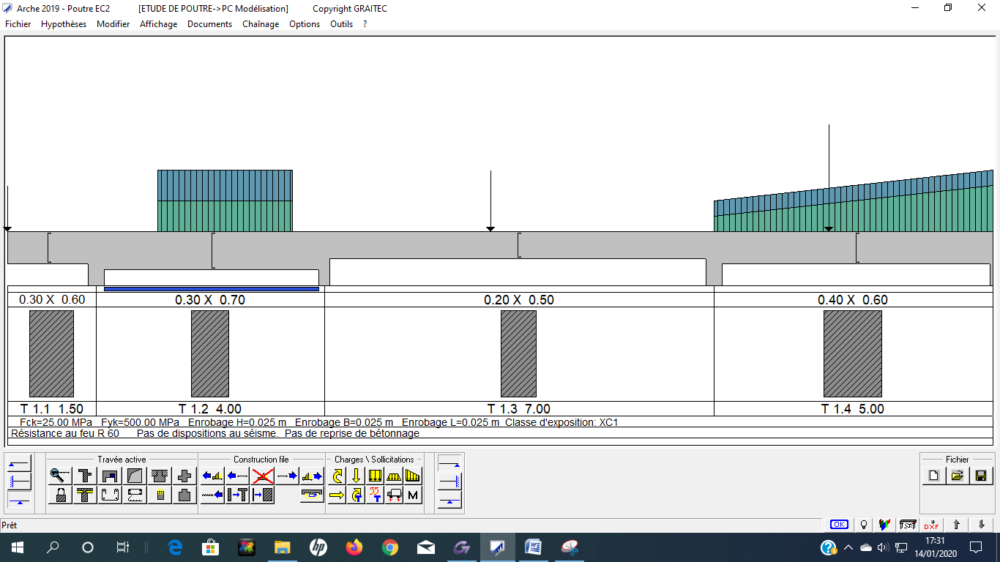 Arche 2019 - Poutre EC2 [ETUDE DE POUTRE->PC Modélisation] Copyright GRAITEC
Fichier Hypothèses Modifier Affichage Documents Chaînage Options Outils ?
0.30 X 0.60 0.30 X 0.70 0.20 X 0.50 0.40 X 0.60
T 1.1 1.50 T 1.2 4.00 T 1.3 7.00 T 1.4 5.00
Fck=25.00 MPa Fyk=500.00 MPa Enrobage H=0.025 m Enrobage B=0.025 m Enrobage L=0.025 m Classe d'exposition: XC1
Résistance au feu R 60 Pas de dispositions au séisme. Pas de reprise de bétonnage
Travée active Construction file Charges \ Sollicitations Fichier
M
Prêt OK DXF
17:31
14/01/2020